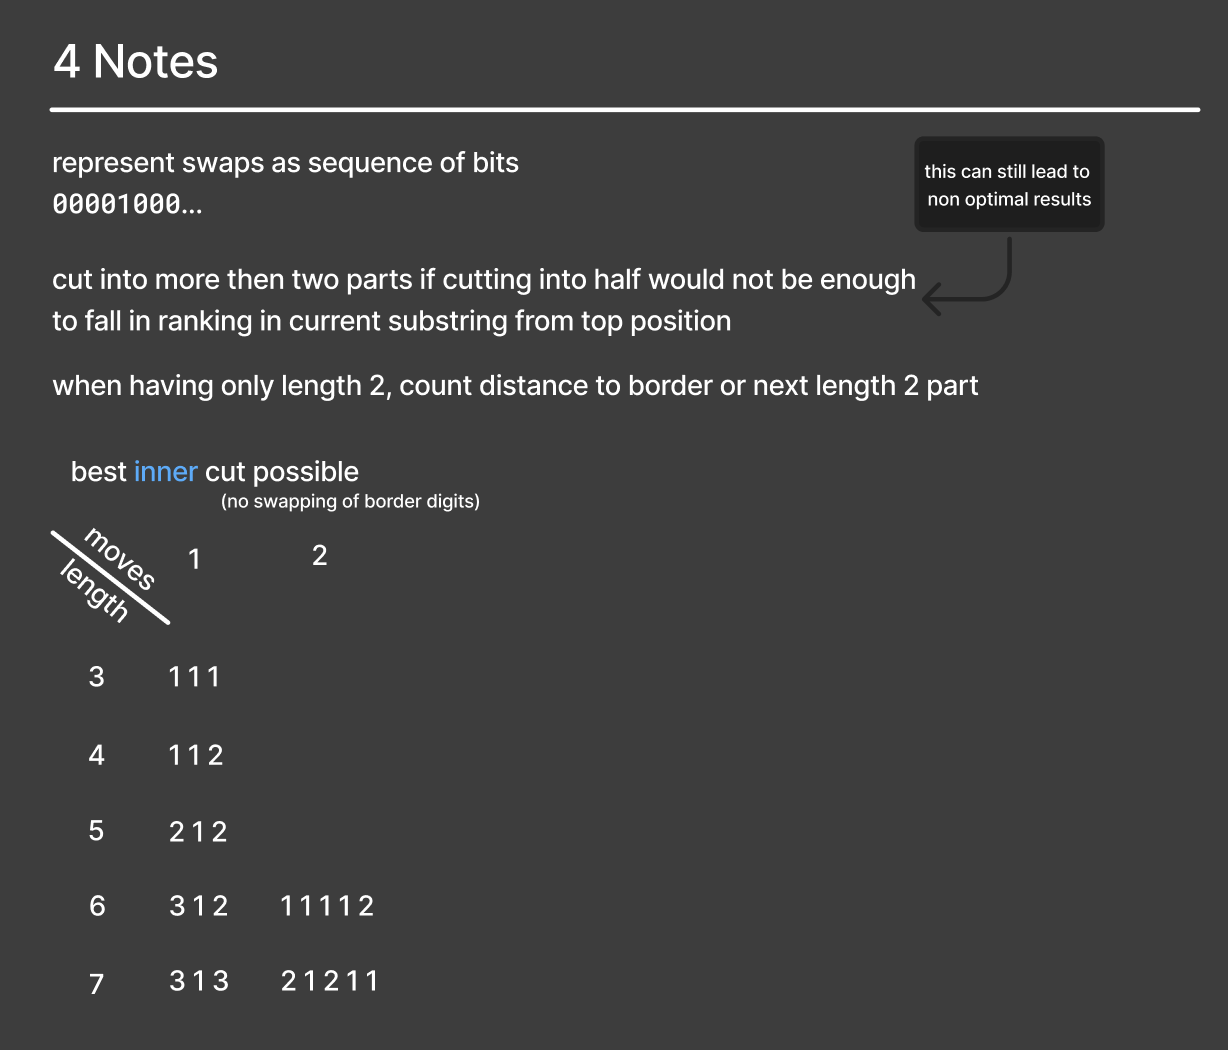 4 Notes
represent swaps as sequence of bits
00001000...
this can still lead to
non optimal results
cut into more then two parts if cutting into half would not be enough
to fall in ranking in current substring from top position
when having only length 2, count distance to border or next length 2 part
best inner cut possible
(no swapping of border digits)
moves
length
1 2
3 1 1 1
4 1 1 2
5 2 1 2
6 3 1 2 1 1 1 1 2
7 3 1 3 2 1 2 1 1